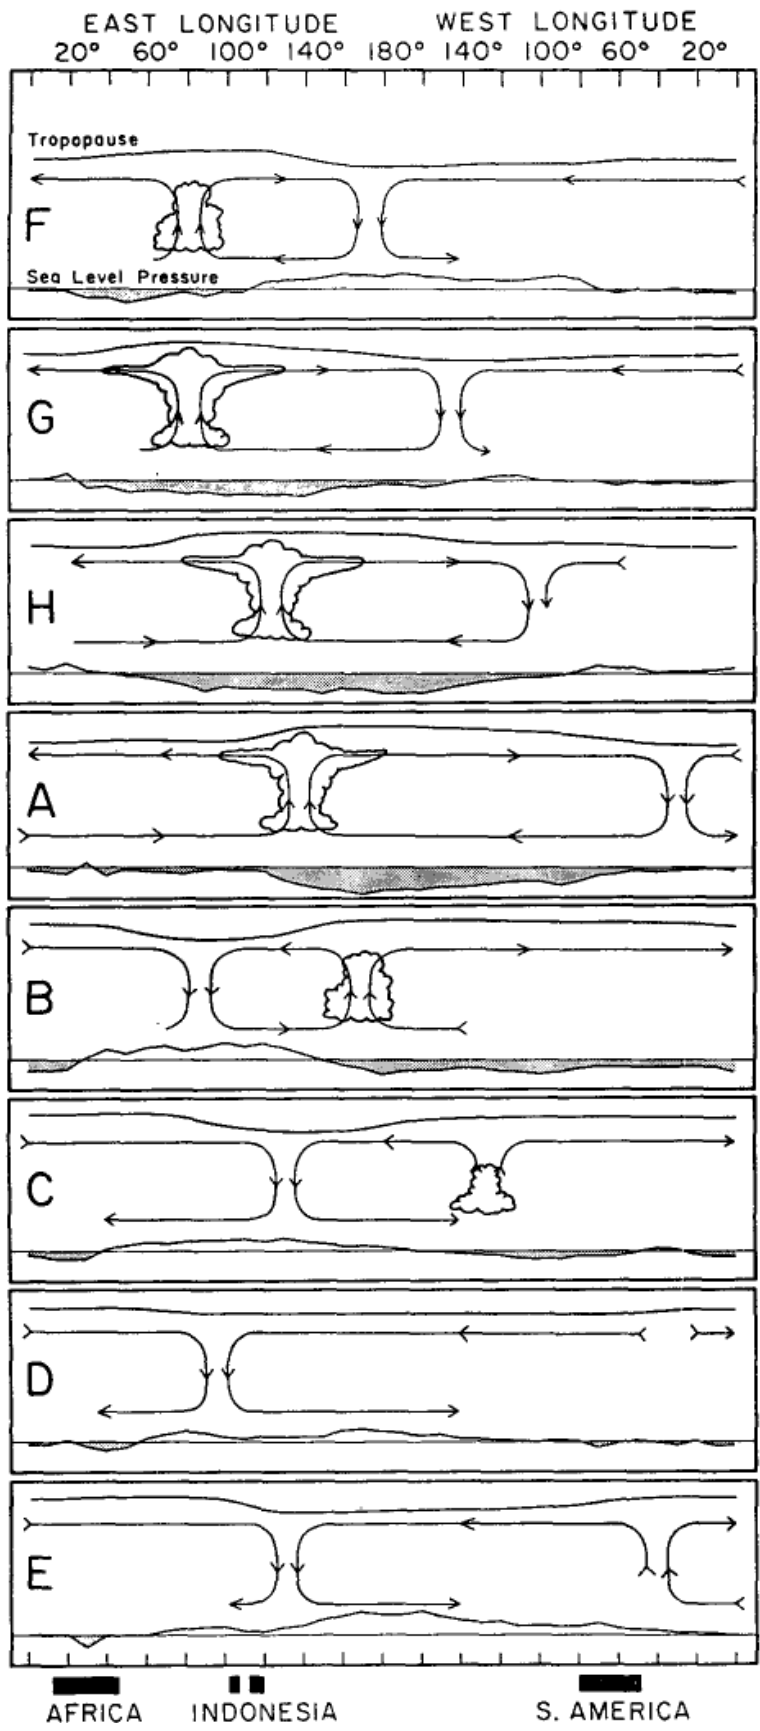 EAST LONGITUDE WEST LONGITUDE
20° 60° 100° 140° 180° 140° 100° 60° 20°
Tropopause
F
Sea Level Pressure
G
H
A
B
C
D
E
AFRICA INDONESIA S. AMERICA